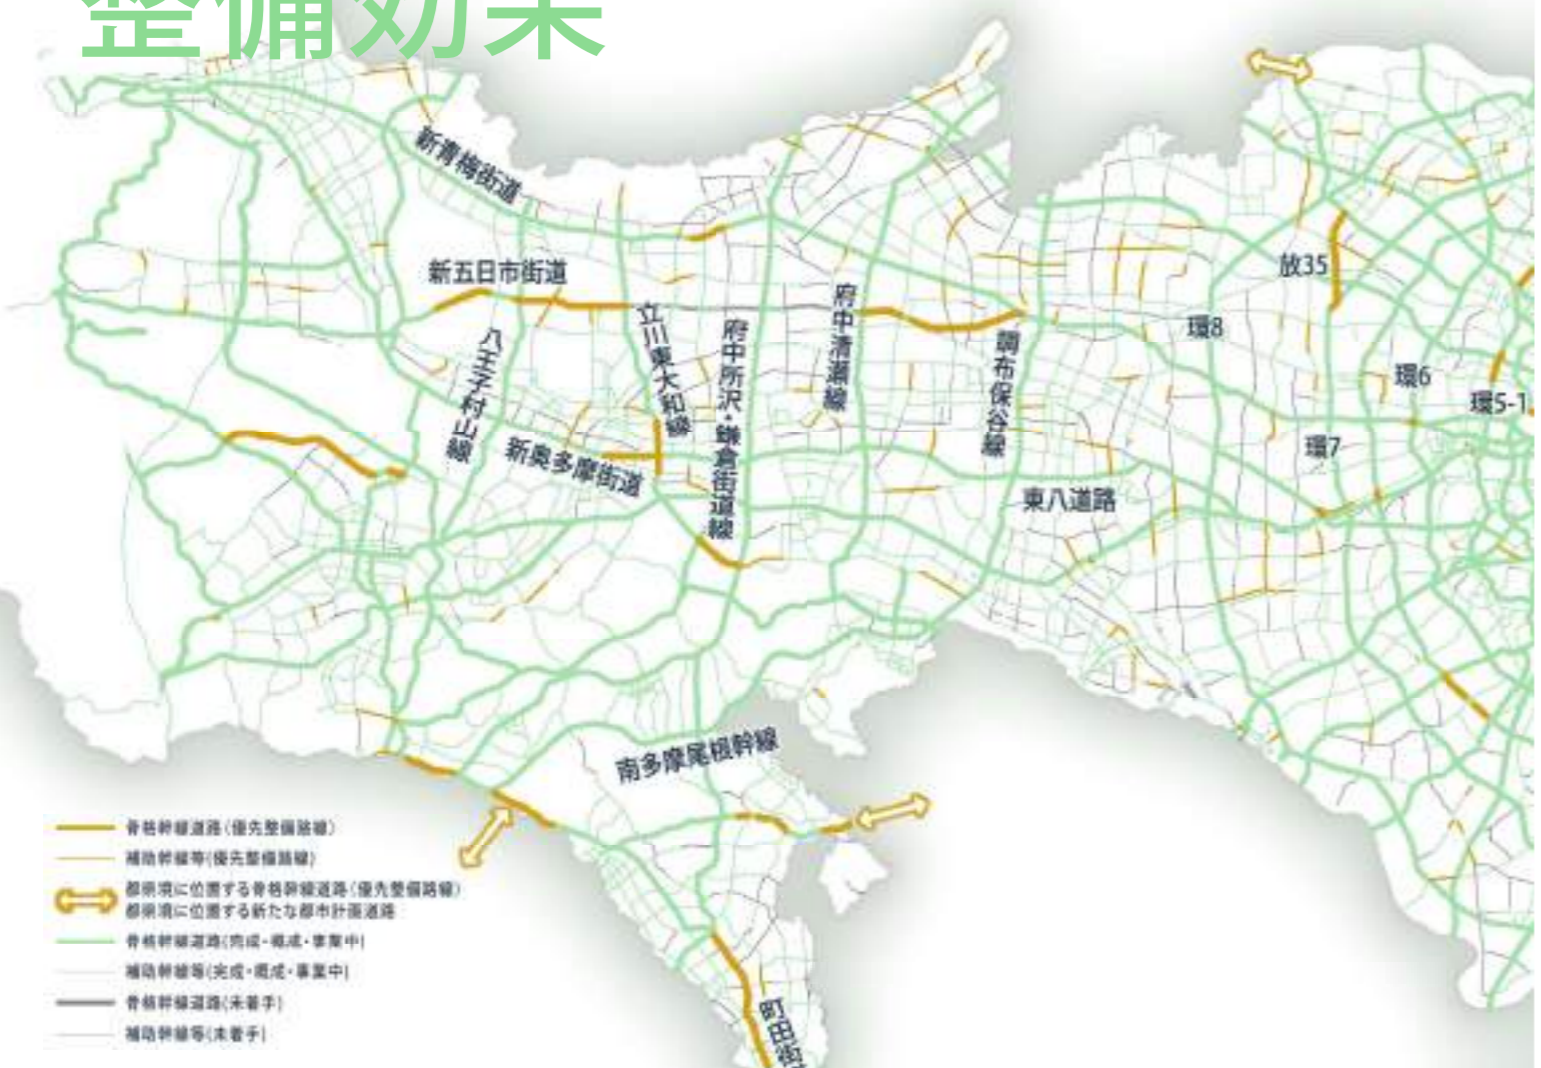 整備効果
新青梅街道
新五日市街道
放35
立川東大和線
府中所沢・鎌倉街道線
府中清瀬線
調布保谷線
環8
八王子村山線
環6
環5-1
環7
新奥多摩街道
東八道路
南多摩尾根幹線
骨格幹線道路(優先整備路線)
補助幹線等(優先整備路線)
都県境に位置する骨格幹線道路(優先整備路線)
都県境に位置する新たな都市計画道路
骨格幹線道路(完成・概成・事業中)
補助幹線等(完成・概成・事業中)
骨格幹線道路(未着手)
補助幹線等(未着手)
町田街